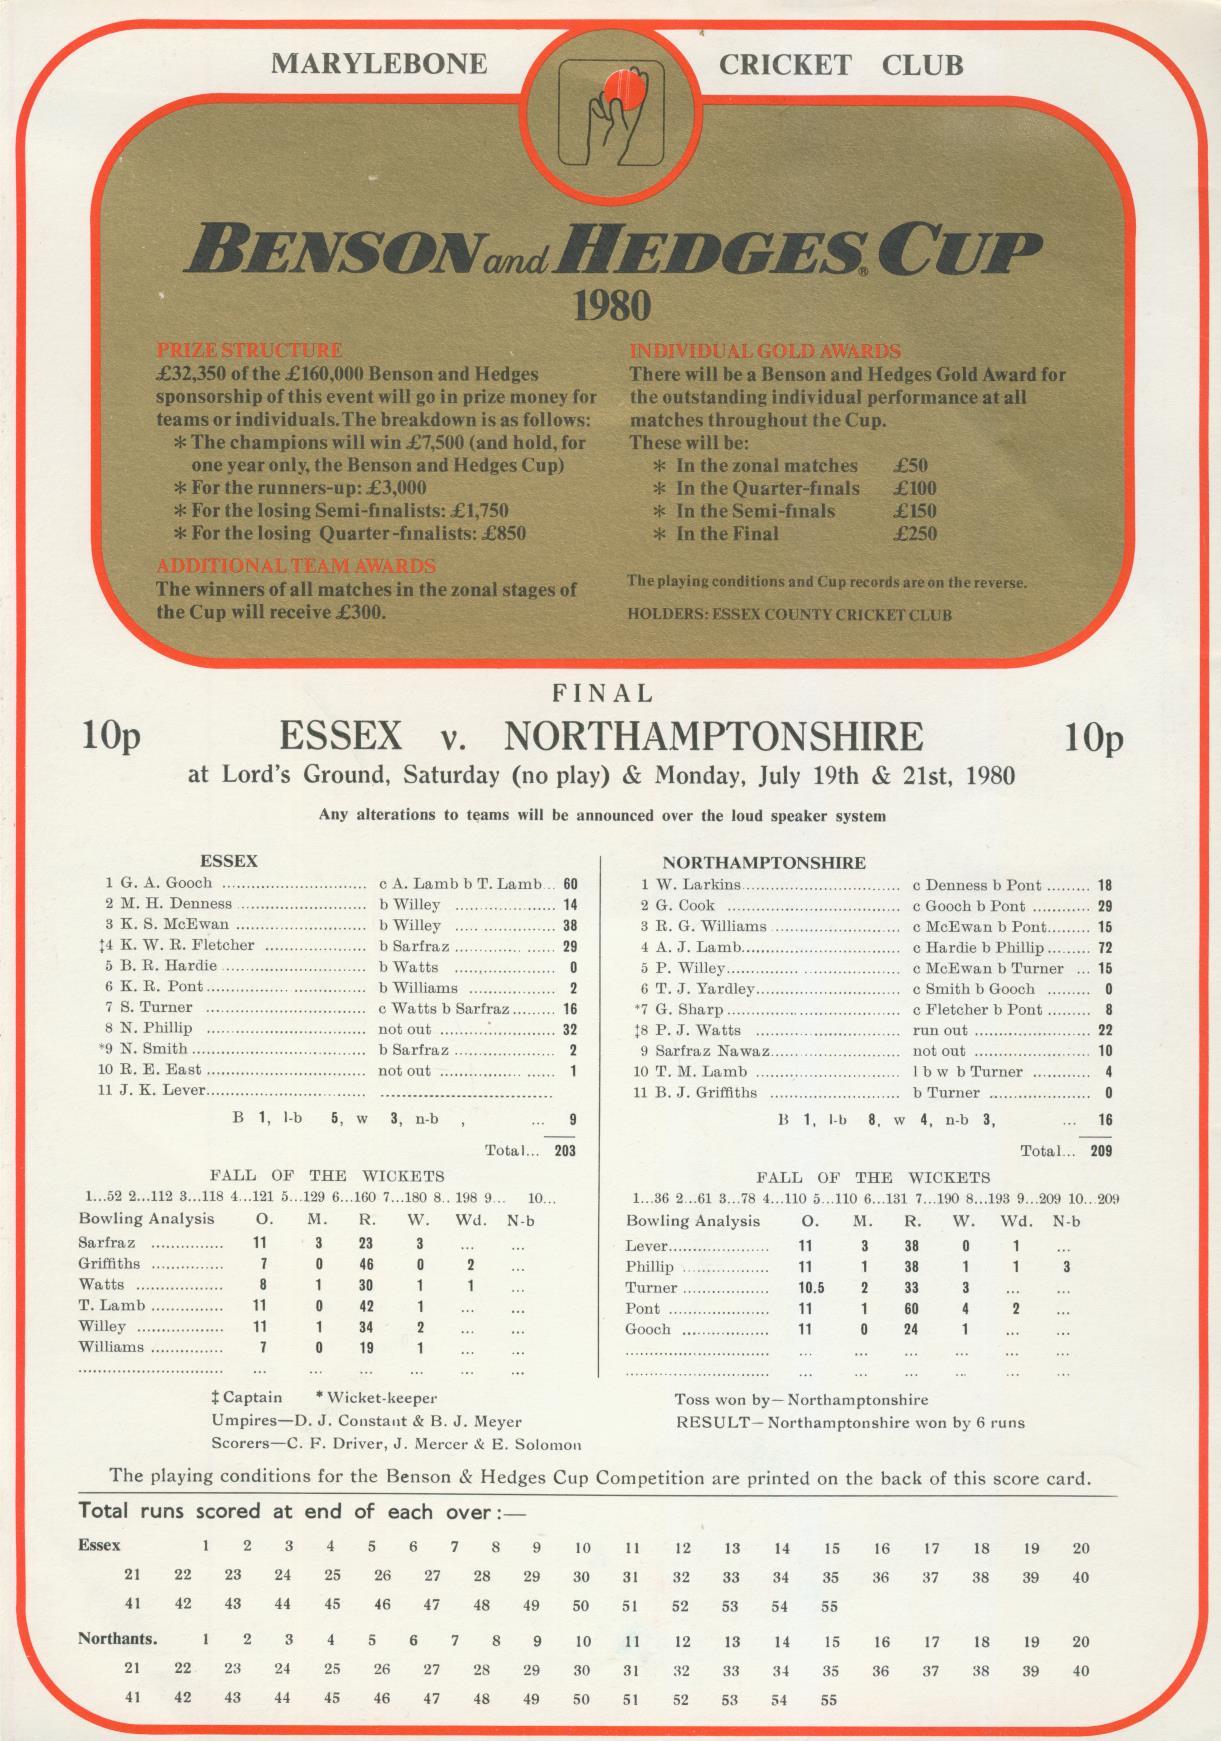 MARYLEBONE CRICKET CLUB
BENSON and HEDGES® CUP
1980
PRIZE STRUCTURE
£32,350 of the £160,000 Benson and Hedges
sponsorship of this event will go in prize money for
teams or individuals. The breakdown is as follows:
* The champions will win £7,500 (and hold, for
one year only, the Benson and Hedges Cup)
* For the runners-up: £3,000
* For the losing Semi-finalists: £1,750
* For the losing Quarter-finalists: £850
ADDITIONAL TEAM AWARDS
The winners of all matches in the zonal stages of
the Cup will receive £300.
INDIVIDUAL GOLD AWARDS
There will be a Benson and Hedges Gold Award for
the outstanding individual performance at all
matches throughout the Cup.
These will be:
* In the zonal matches £50
* In the Quarter-finals £100
* In the Semi-finals £150
* In the Final £250
The playing conditions and Cup records are on the reverse.
HOLDERS: ESSEX COUNTY CRICKET CLUB
FINAL
10p ESSEX v. NORTHAMPTONSHIRE 10p
at Lord's Ground, Saturday (no play) & Monday, July 19th & 21st, 1980
Any alterations to teams will be announced over the loud speaker system
ESSEX
1 G. A. Gooch ............ c A. Lamb b T. Lamb... 60
2 M. H. Denness ............ b Willey ............ 14
3 K. S. McEwan ............ b Willey ............ 38
‡4 K. W. R. Fletcher ............ b Sarfraz ............ 29
5 B. R. Hardie ............ b Watts ............ 0
6 K. R. Pont ............ b Williams ............ 2
7 S. Turner ............ c Watts b Sarfraz ......... 16
8 N. Phillip ............ not out ............ 32
*9 N. Smith ............ b Sarfraz ............ 2
10 R. E. East ............ not out ............ 1
11 J. K. Lever ............
B 1, l-b 5, w 3, n-b , ... 9
Total... 203
FALL OF THE WICKETS
1...52 2...112 3...118 4...121 5...129 6...160 7...180 8.. 198 9... 10...
Bowling Analysis O. M. R. W. Wd. N-b
Sarfraz ............ 11 3 23 3 ... ...
Griffiths ............ 7 0 46 0 2 ...
Watts ............ 8 1 30 1 1 ...
T. Lamb ............ 11 0 42 1 ... ...
Willey ............ 11 1 34 2 ... ...
Williams ............ 7 0 19 1 ... ...
............ ... ... ... ... ... ...
‡ Captain * Wicket-keeper
Umpires—D. J. Constant & B. J. Meyer
Scorers—C. F. Driver, J. Mercer & E. Solomon
NORTHAMPTONSHIRE
1 W. Larkins ............ c Denness b Pont ......... 18
2 G. Cook ............ c Gooch b Pont ............ 29
3 R. G. Williams ............ c McEwan b Pont ......... 15
4 A. J. Lamb ............ c Hardie b Phillip ......... 72
5 P. Willey ............ c McEwan b Turner ... 15
6 T. J. Yardley ............ c Smith b Gooch ......... 0
*7 G. Sharp ............ c Fletcher b Pont ......... 8
‡8 P. J. Watts ............ run out ............ 22
9 Sarfraz Nawaz ............ not out ............ 10
10 T. M. Lamb ............ l b w b Turner ............ 4
11 B. J. Griffiths ............ b Turner ............ 0
B 1, l-b 8, w 4, n-b 3, ... 16
Total... 209
FALL OF THE WICKETS
1...36 2...61 3...78 4...110 5...110 6...131 7...190 8...193 9...209 10...209
Bowling Analysis O. M. R. W. Wd. N-b
Lever ............ 11 3 38 0 1 ...
Phillip ............ 11 1 38 1 1 3
Turner ............ 10.5 2 33 3 ... ...
Pont ............ 11 1 60 4 2 ...
Gooch ............ 11 0 24 1 ... ...
............ ... ... ... ... ... ...
............ ... ... ... ... ... ...
Toss won by—Northamptonshire
RESULT—Northamptonshire won by 6 runs
The playing conditions for the Benson & Hedges Cup Competition are printed on the back of this score card.
Total runs scored at end of each over:—
Essex 1 2 3 4 5 6 7 8 9 10 11 12 13 14 15 16 17 18 19 20
21 22 23 24 25 26 27 28 29 30 31 32 33 34 35 36 37 38 39 40
41 42 43 44 45 46 47 48 49 50 51 52 53 54 55
Northants. 1 2 3 4 5 6 7 8 9 10 11 12 13 14 15 16 17 18 19 20
21 22 23 24 25 26 27 28 29 30 31 32 33 34 35 36 37 38 39 40
41 42 43 44 45 46 47 48 49 50 51 52 53 54 55